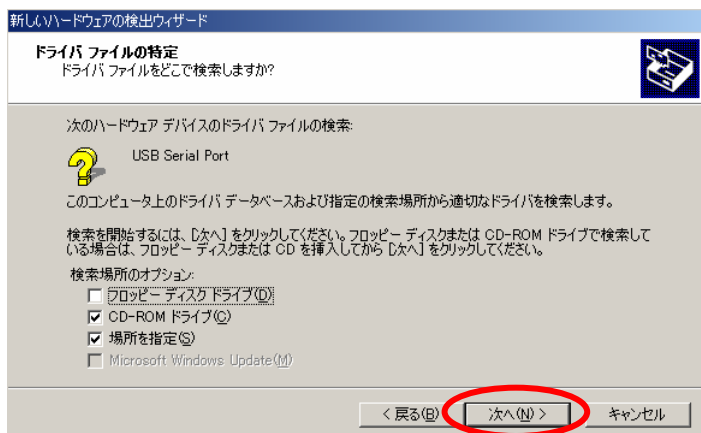 新しいハードウェアの検出ウィザード
ドライバ ファイルの特定
ドライバ ファイルをどこで検索しますか?
次のハードウェア デバイスのドライバ ファイルの検索:
USB Serial Port
このコンピュータ上のドライバ データベースおよび指定の検索場所から適切なドライバを検索します。
検索を開始するには、[次へ] をクリックしてください。フロッピー ディスクまたは CD-ROM ドライブで検索して
いる場合は、フロッピー ディスクまたは CD を挿入してから [次へ] をクリックしてください。
検索場所のオプション:
フロッピー ディスク ドライブ(D)
CD-ROM ドライブ(C)
場所を指定(S)
Microsoft Windows Update(M)
< 戻る(B) 次へ(N) > キャンセル